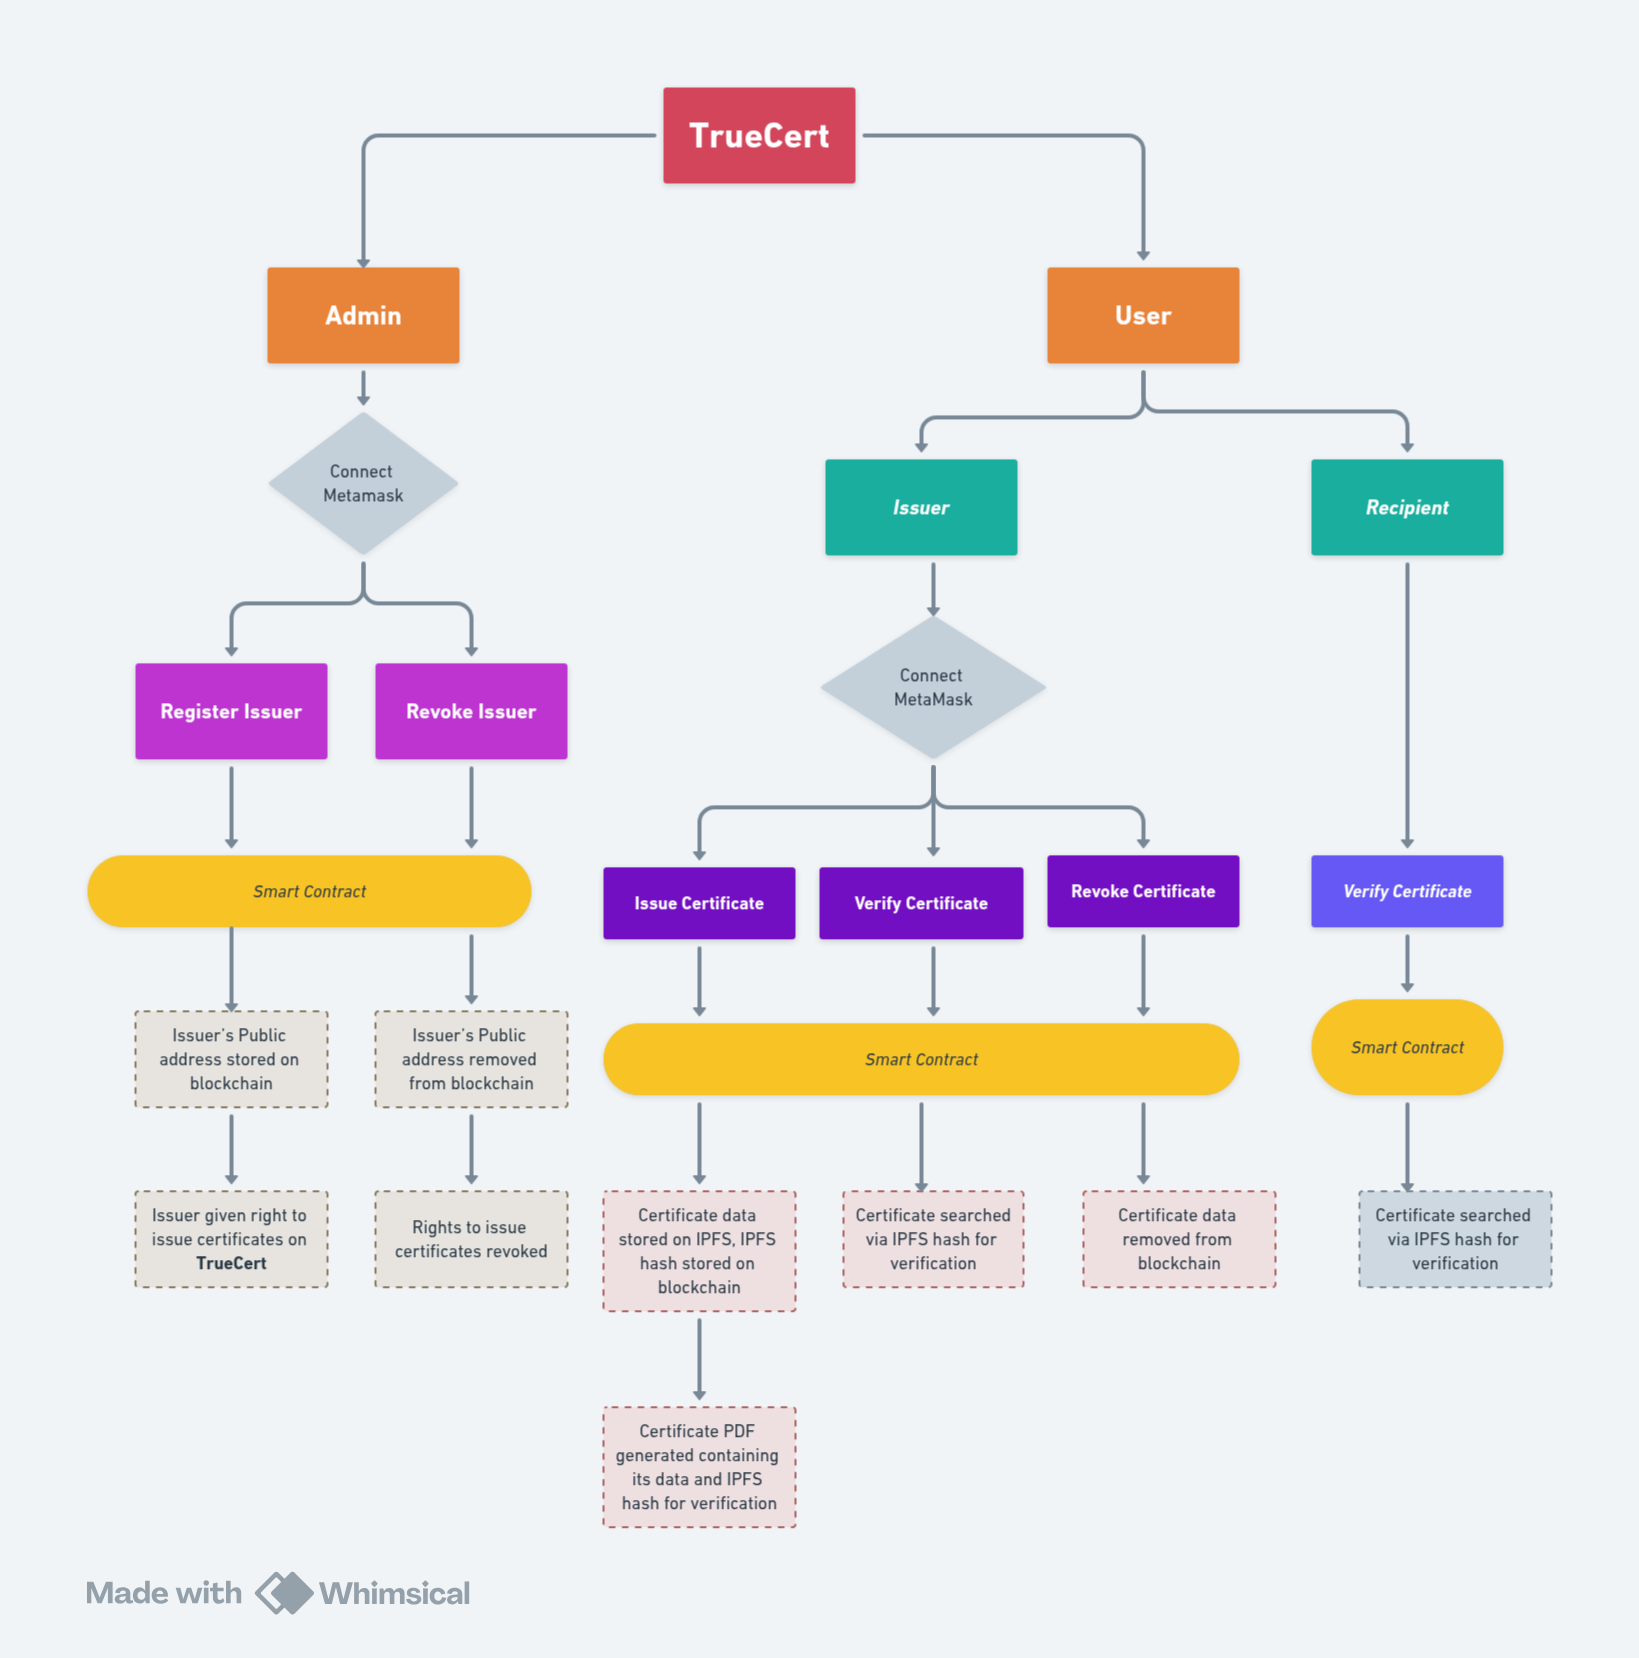 TrueCert
Admin
User
Connect
Metamask
Issuer
Recipient
Connect
MetaMask
Register Issuer
Revoke Issuer
Smart Contract
Issue Certificate
Verify Certificate
Revoke Certificate
Verify Certificate
Issuer's Public
address stored on
blockchain
Issuer's Public
address removed
from blockchain
Smart Contract
Smart Contract
Issuer given right to
issue certificates on
TrueCert
Rights to issue
certificates revoked
Certificate data
stored on IPFS, IPFS
hash stored on
blockchain
Certificate searched
via IPFS hash for
verification
Certificate data
removed from
blockchain
Certificate searched
via IPFS hash for
verification
Certificate PDF
generated containing
its data and IPFS
hash for verification
Made with Whimsical